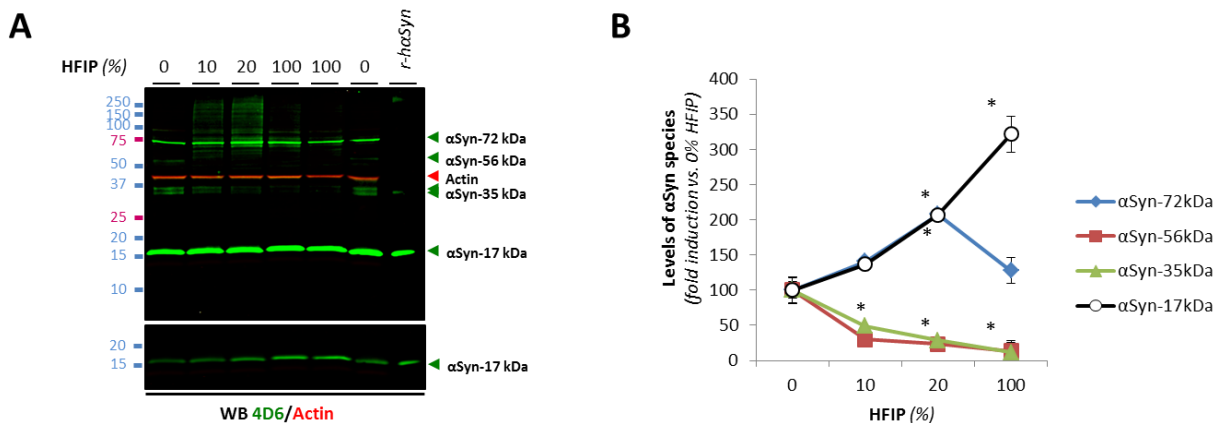 A
HFIP (%) 0 10 20 100 100 0 r-hαSyn
250
150
100
75
50
37
25
20
15
10
αSyn-72 kDa
αSyn-56 kDa
Actin
αSyn-35 kDa
αSyn-17 kDa
20
15
αSyn-17 kDa
WB 4D6/Actin
B
Levels of αSyn species
(fold induction vs. 0% HFIP)
400
350
300
250
200
150
100
50
0
*
*
*
*
*
*
0 10 20 100
HFIP (%)
αSyn-72kDa
αSyn-56kDa
αSyn-35kDa
αSyn-17kDa